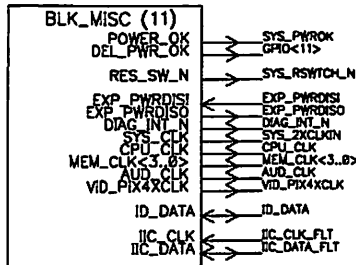 BLK_MISC (11)
POWER_OK SYS_PWROK
DEL_PWR_OK GPIO<11>
RES_SW_N SYS_RSWTCH_N
EXP_PWRDISI EXP_PWRDISI
EXP_PWRDISO EXP_PWRDISO
DIAG_INT_N DIAG_INT_N
SYS_CLK SYS_2XCLKIN
CPU_CLK CPU_CLK
MEM_CLK<3..0> MEM_CLK<3..0>
AUD_CLK AUD_CLK
VID_PIX4XCLK VID_PIX4XCLK
ID_DATA ID_DATA
IIC_CLK IIC_CLK_FLT
IIC_DATA IIC_DATA_FLT